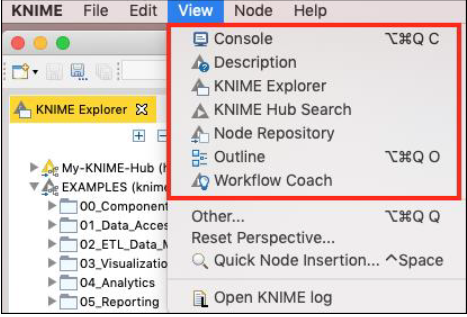 KNIME File Edit View Node Help
Console ⌥⌘Q C
Description
KNIME Explorer
KNIME Hub Search
Node Repository
Outline ⌥⌘Q O
Workflow Coach
Other... ⌥⌘Q Q
Reset Perspective...
Quick Node Insertion... ^Space
Open KNIME log
KNIME Explorer
My-KNIME-Hub (
EXAMPLES (knime
00_Component
01_Data_Acces
02_ETL_Data_
03_Visualizatio
04_Analytics
05_Reporting